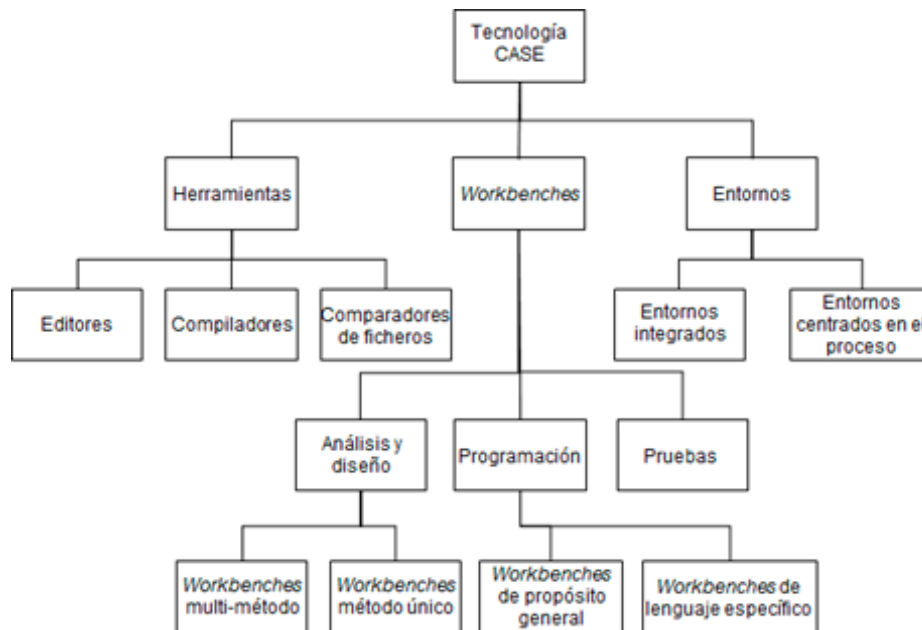 Tecnología
CASE
Herramientas
Workbenches
Entornos
Editores
Compiladores
Comparadores
de ficheros
Entornos
integrados
Entornos
centrados en el
proceso
Análisis y
diseño
Programación
Pruebas
Workbenches
multi-método
Workbenches
método único
Workbenches
de propósito
general
Workbenches de
lenguaje específico